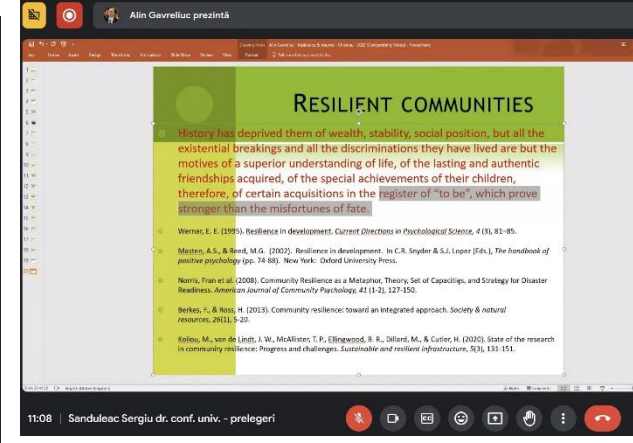 Alin Gavreliuc prezintă
RESILIENT COMMUNITIES
History has deprived them of wealth, stability, social position, but all the
existential breakings and all the discriminations they have lived are but the
motives of a superior understanding of life, of the lasting and authentic
friendships acquired, of the special achievements of their children,
therefore, of certain acquisitions in the register of "to be", which prove
stronger than the misfortunes of fate.
Werner, E. E. (1995). Resilience in development. Current Directions in Psychological Science, 4 (3), 81–85.
Masten, A.S., & Reed, M.G. (2002). Resilience in development. In C.R. Snyder & S.J. Lopez (Eds.), The handbook of
positive psychology (pp. 74-88). New York: Oxford University Press.
Norris, Fran et al. (2008). Community Resilience as a Metaphor, Theory, Set of Capacities, and Strategy for Disaster
Readiness. American Journal of Community Psychology, 41 (1-2), 127-150.
Berkes, F., & Ross, H. (2013). Community resilience: toward an integrated approach. Society & natural
resources, 26(1), 5-20.
Koliou, M., van de Lindt, J. W., McAllister, T. P., Ellingwood, B. R., Dillard, M., & Cutler, H. (2020). State of the research
in community resilience: Progress and challenges. Sustainable and resilient infrastructure, 5(3), 131-151.
11:08 | Sanduleac Sergiu dr. conf. univ. - prelegeri